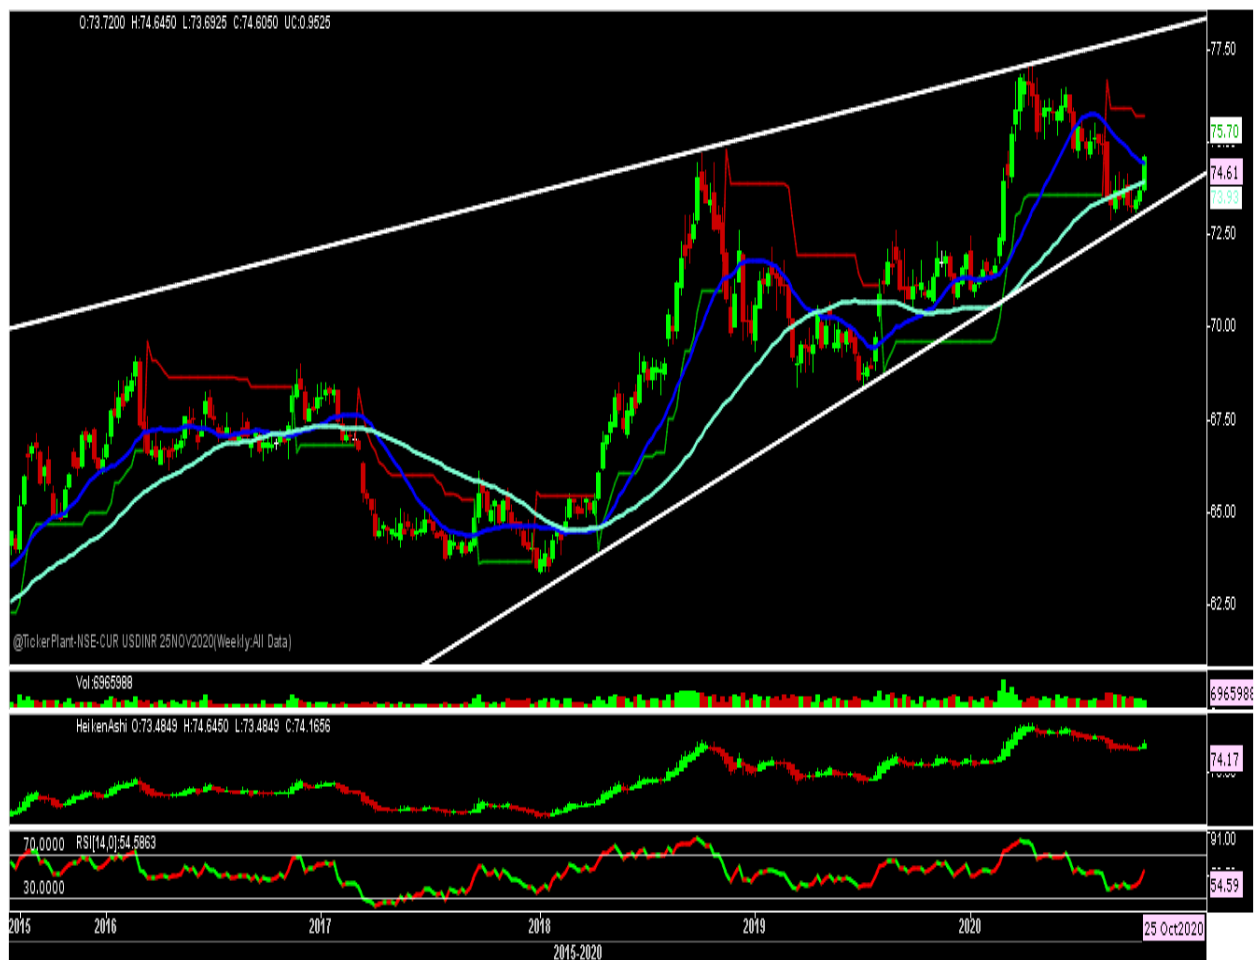 O:73.7200 H:74.6450 L:73.6925 C:74.6050 UC:0.9525
77.50
75.70
74.61
73.93
72.50
70.00
67.50
65.00
62.50
@TickerPlant-NSE-CUR USDINR 25NOV2020(Weekly:All Data)
Vol:6965988
6965988
HeikenAshi O:73.4849 H:74.6450 L:73.4849 C:74.1656
74.17
70.0000 RSI[14,0]:54.5863
91.00
30.0000
54.59
2015 2016 2017 2018 2019 2020 25 Oct2020
2015-2020